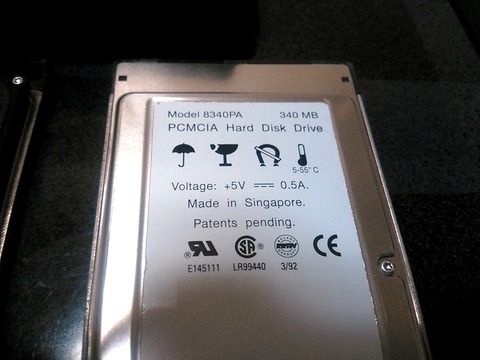 Model 8340PA 340 MB
PCMCIA Hard Disk Drive
5-55° C
Voltage: +5V ⎓ 0.5A.
Made in Singapore.
Patents pending.
E145111 LR99440 3/92